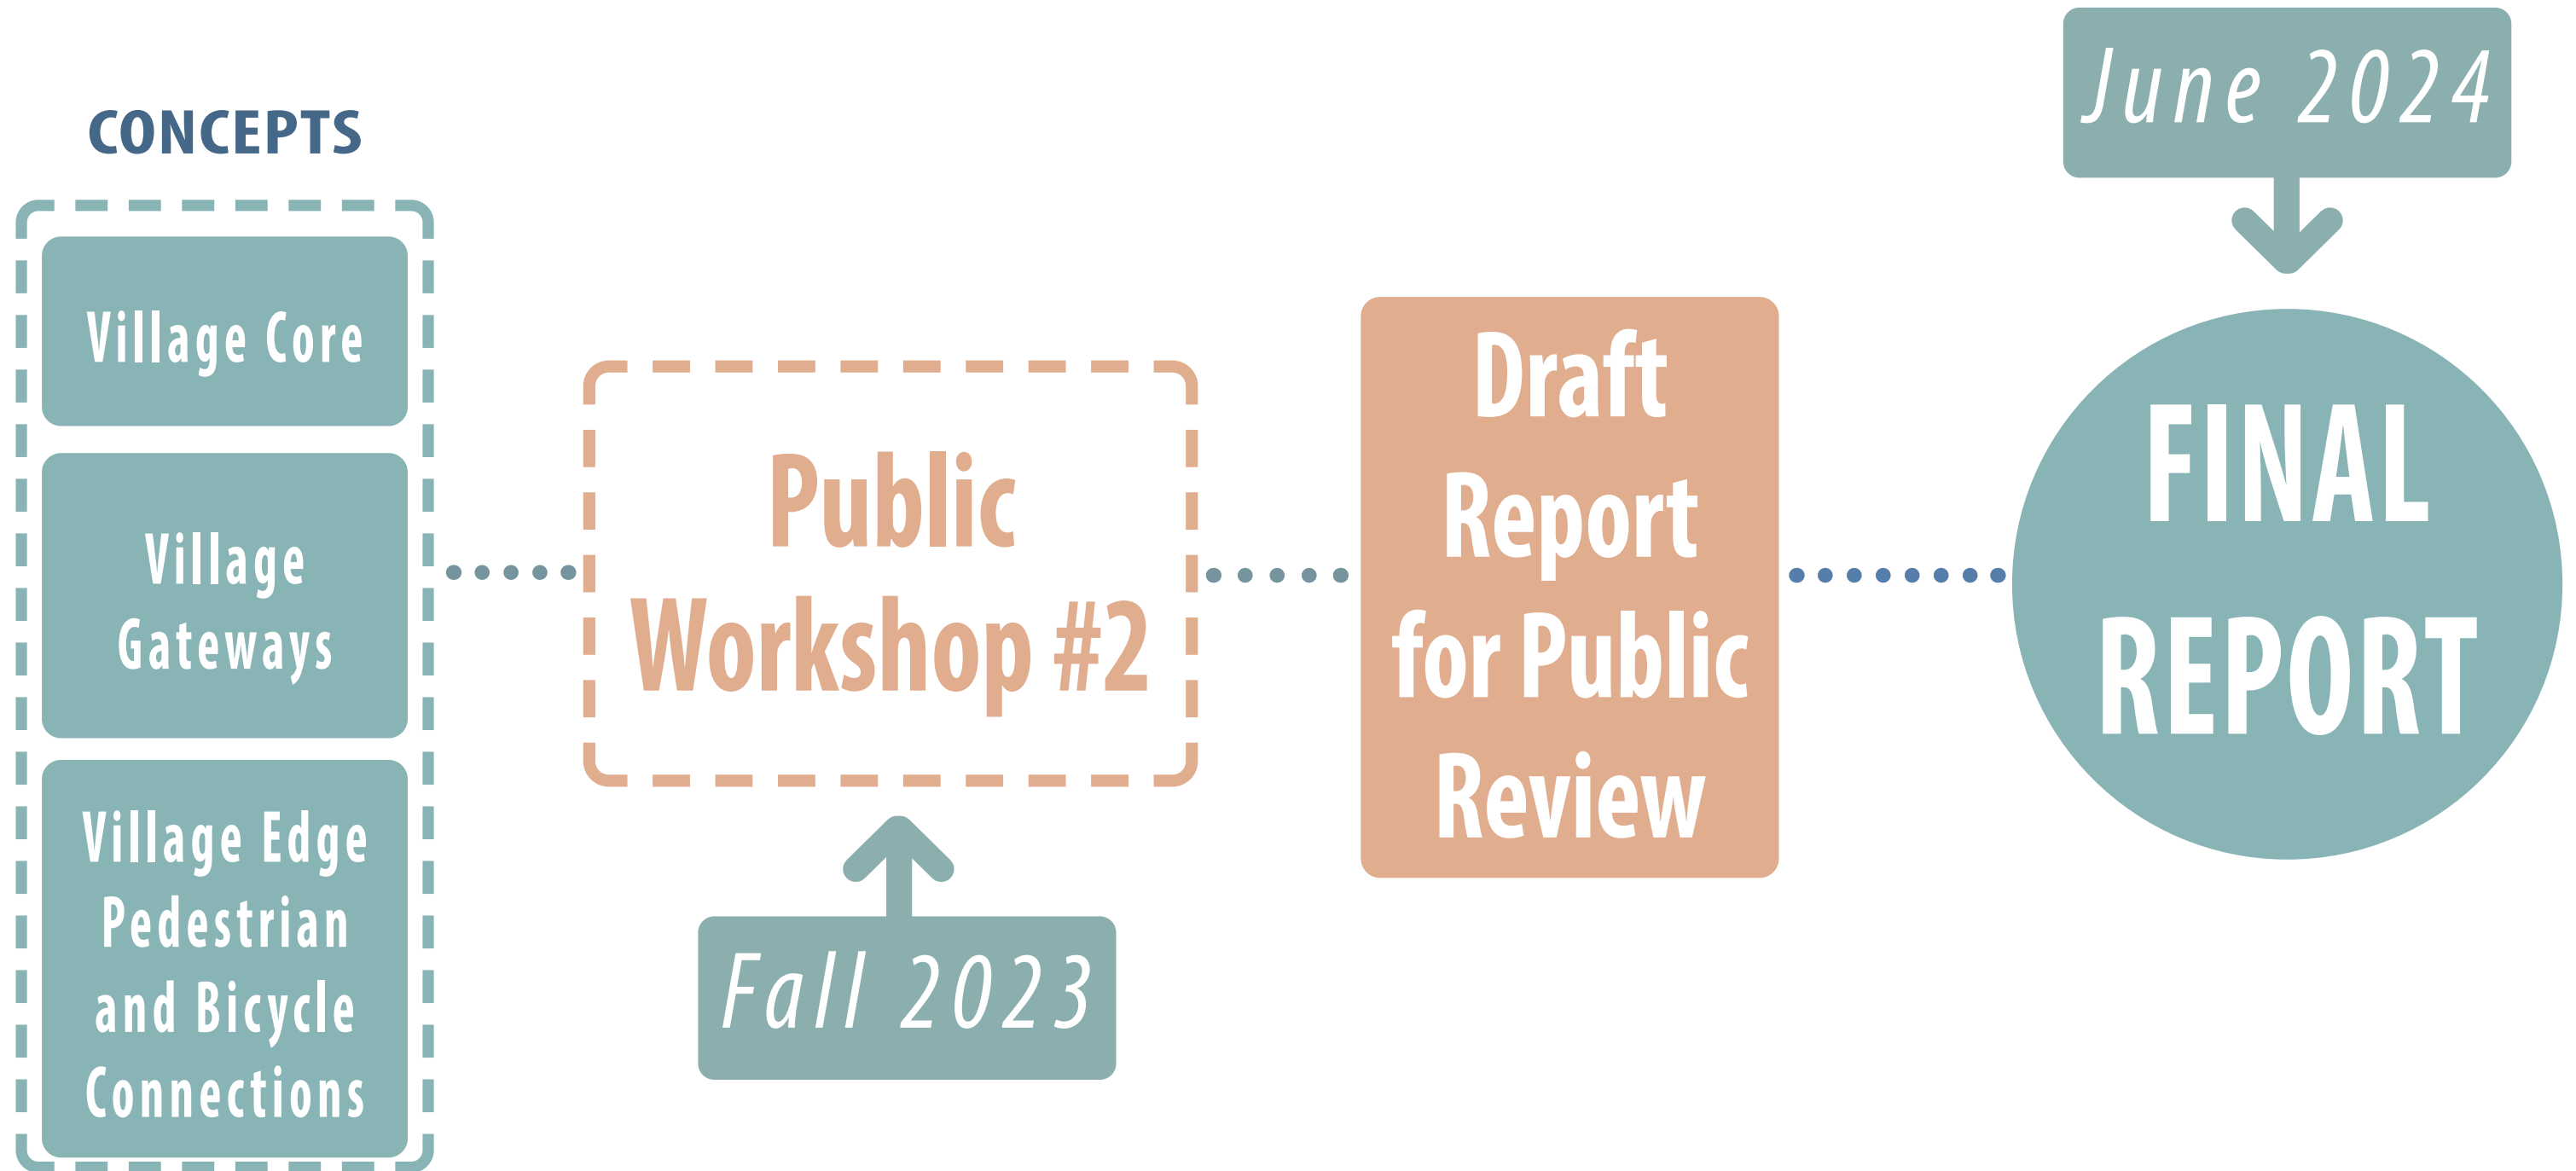 CONCEPTS
Village Core
Village
Gateways
Village Edge
Pedestrian
and Bicycle
Connections
Public
Workshop #2
Fall 2023
Draft
Report
for Public
Review
June 2024
FINAL
REPORT